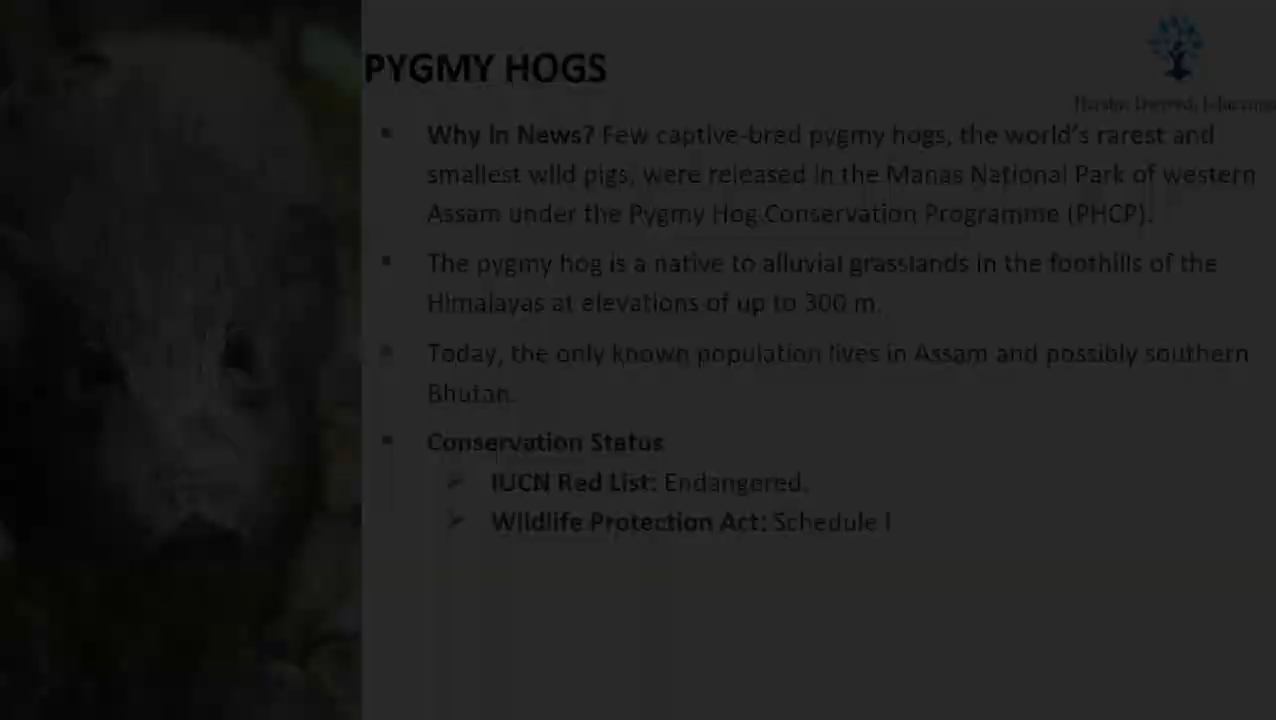 PYGMY HOGS
▪ Why In News? Few captive-bred pygmy hogs, the world's rarest and
smallest wild pigs, were released in the Manas National Park of western
Assam under the Pygmy Hog Conservation Programme (PHCP).
▪ The pygmy hog is a native to alluvial grasslands in the foothills of the
Himalayas at elevations of up to 300 m.
▪ Today, the only known population lives in Assam and possibly southern
Bhutan.
▪ Conservation Status
➢ IUCN Red List: Endangered.
➢ Wildlife Protection Act: Schedule I